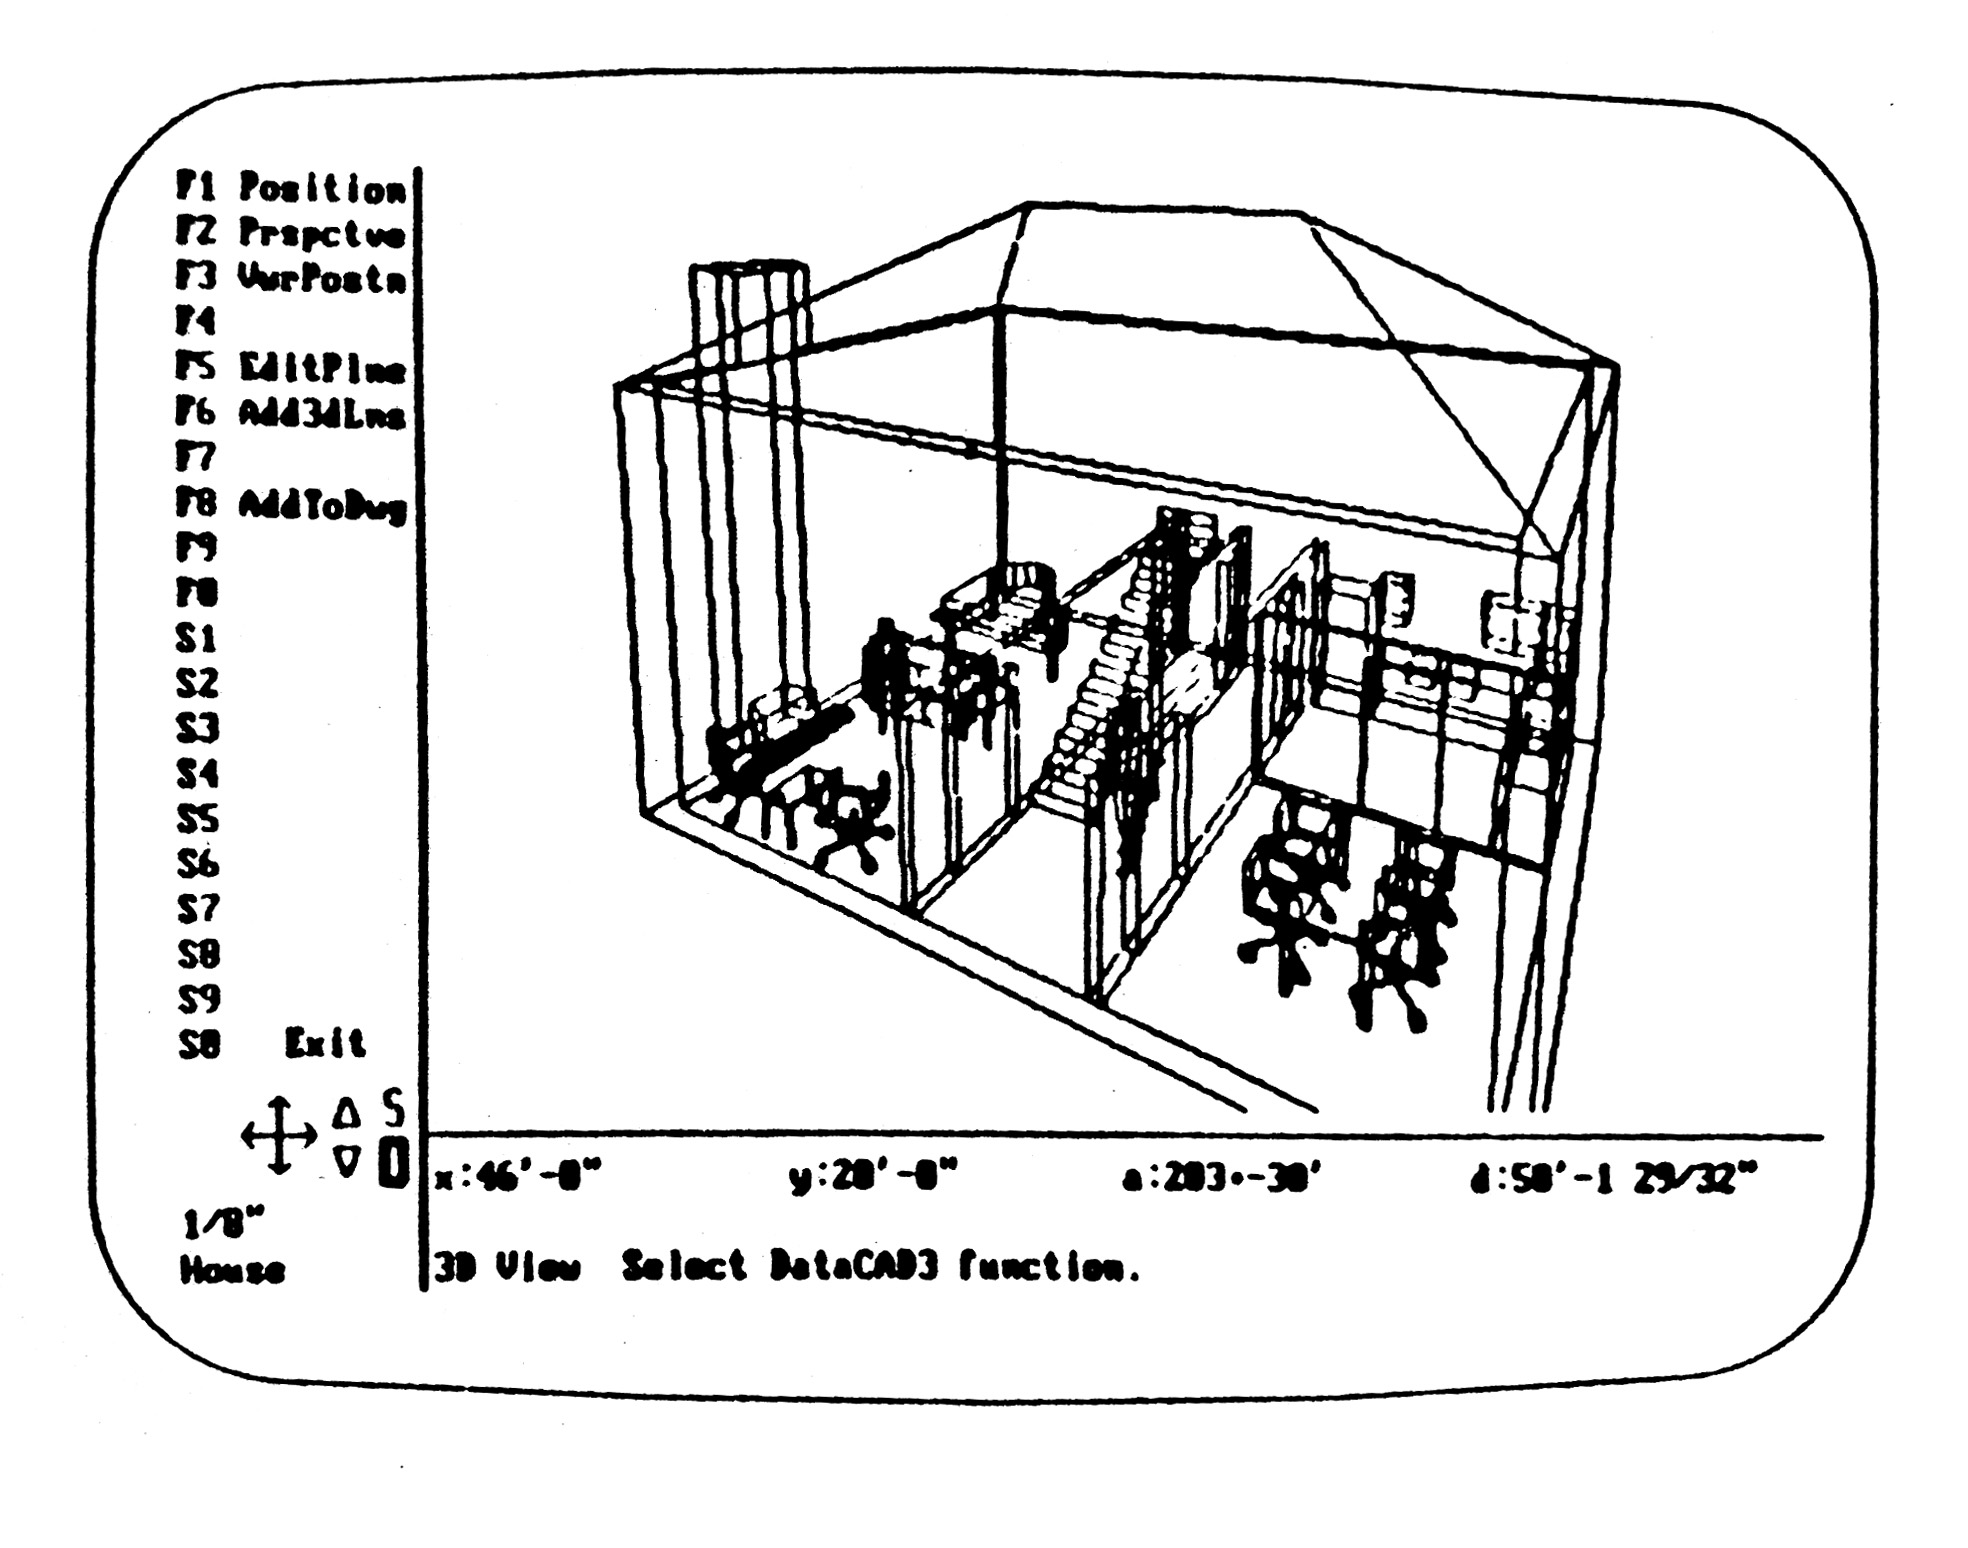 F1 Position
F2 Prspctve
F3 VwrPostn
F4
F5 EditPlne
F6 Add3dLns
F7
F8 AddToDwg
F9
F0
S1
S2
S3
S4
S5
S6
S7
S8
S9
S0 Exit
S
O
x:46'-0" y:20'-0" a:203•-30' d:50'-1 29/32"
1/8"
House
3D View Select DataCAD3 function.